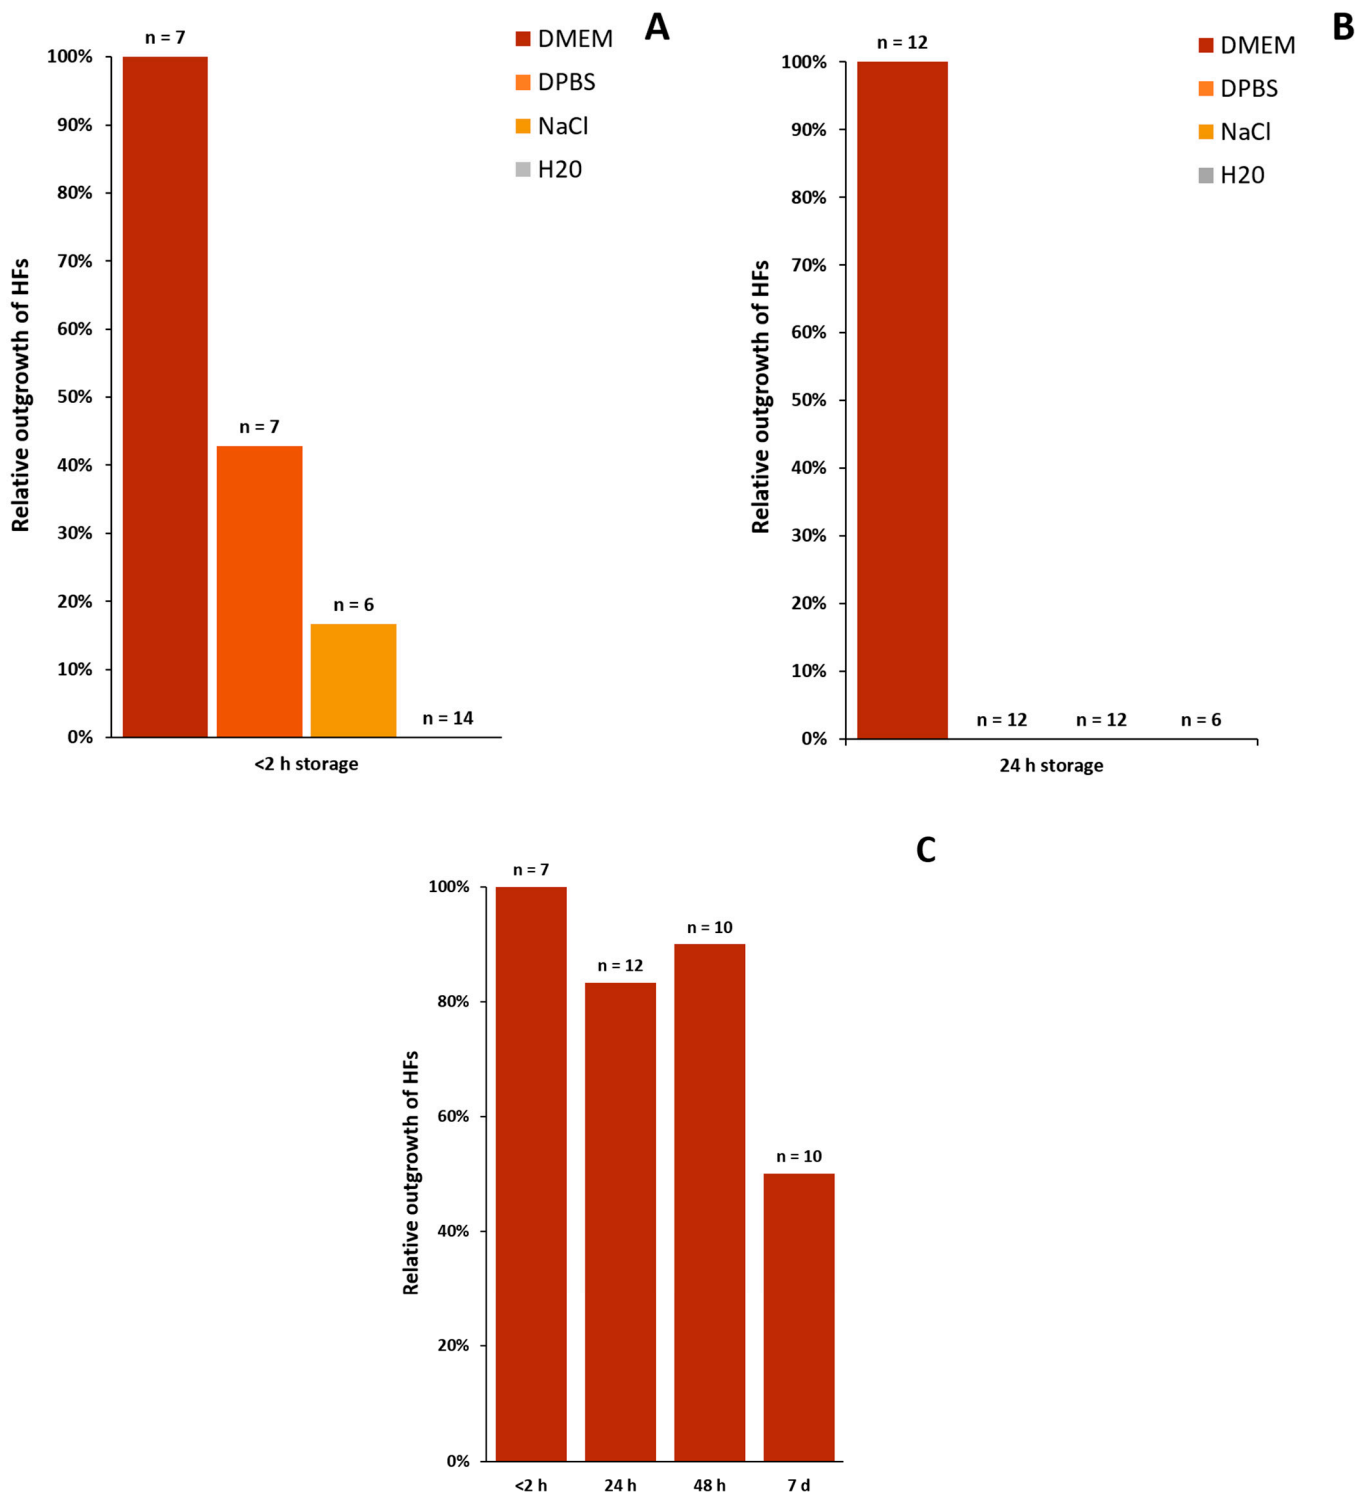 A
n = 7
DMEM
DPBS
NaCl
H20
100%
90%
80%
70%
60%
50%
40%
30%
20%
10%
0%
Relative outgrowth of HFs
n = 7
n = 6
n = 14
<2 h storage
B
n = 12
DMEM
DPBS
NaCl
H20
100%
90%
80%
70%
60%
50%
40%
30%
20%
10%
0%
Relative outgrowth of HFs
n = 12
n = 12
n = 6
24 h storage
C
n = 7
n = 12
n = 10
n = 10
100%
80%
60%
40%
20%
0%
Relative outgrowth of HFs
<2 h
24 h
48 h
7 d